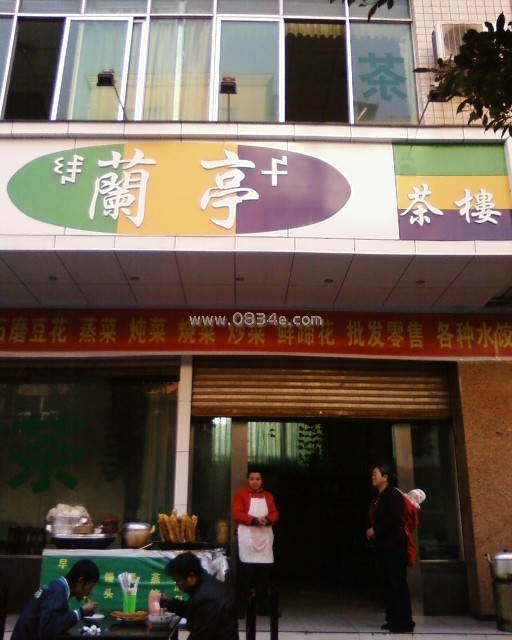 茶
蘭亭
茶樓
www.0834e.com
石磨豆花 蒸菜 炖菜 烧菜 炒菜 鲜蹄花 批发零售 各种水饺
茶
早